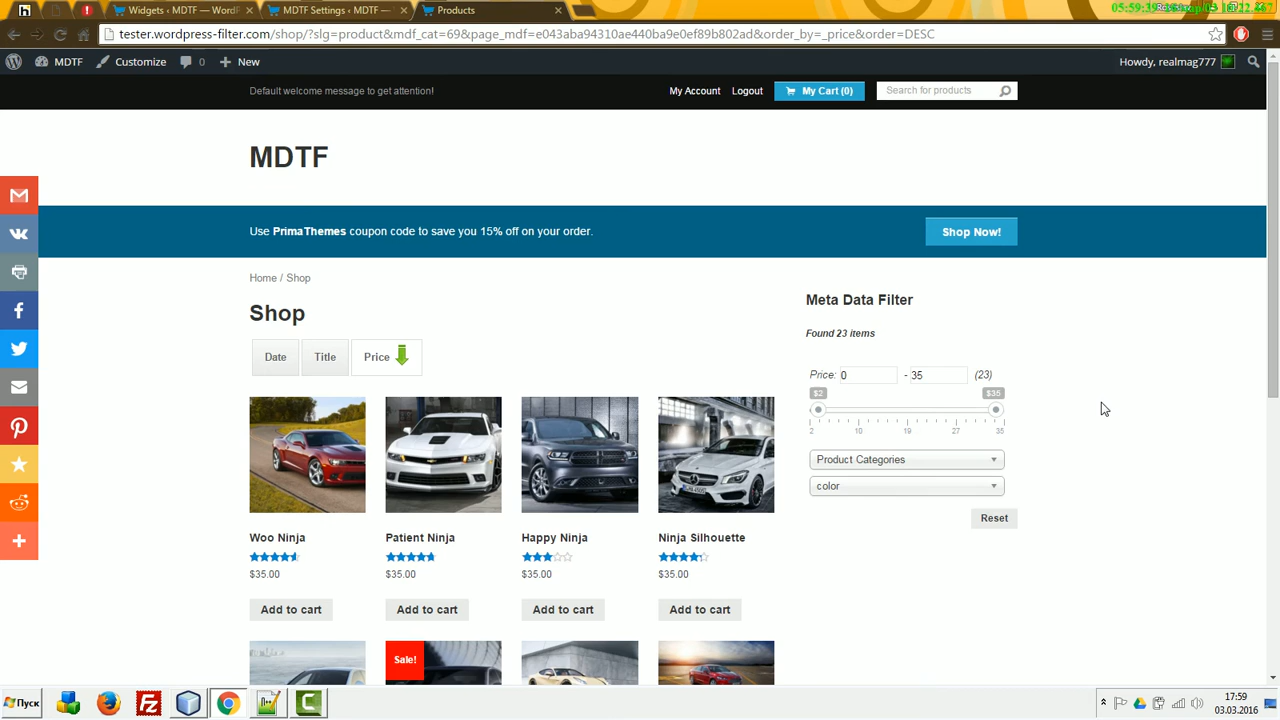 Widgets ‹ MDTF — WordP
MDTF Settings ‹ MDTF —
Products
tester.wordpress-filter.com/shop/?slg=product&mdf_cat=69&page_mdf=e043aba94310ae440ba9e0ef89b802ad&order_by=_price&order=DESC
MDTF
Customize
0
New
Howdy, realmag777
Default welcome message to get attention!
My Account
Logout
My Cart (0)
Search for products
MDTF
Use PrimaThemes coupon code to save you 15% off on your order.
Shop Now!
Home / Shop
Shop
Date
Title
Price
Woo Ninja
Patient Ninja
Happy Ninja
Ninja Silhouette
$35.00
$35.00
$35.00
$35.00
Add to cart
Add to cart
Add to cart
Add to cart
Sale!
Meta Data Filter
Found 23 items
Price: 0 - 35 (23)
$2 $35
2 10 19 27 35
Product Categories
color
Reset
Пуск
17:59
03.03.2016